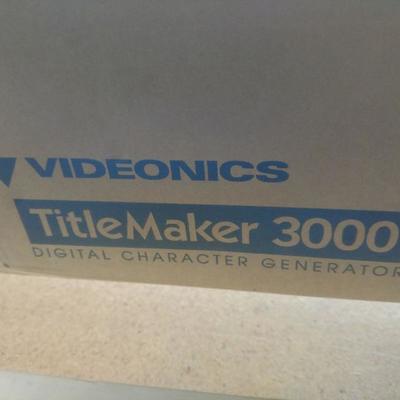 VIDEONICS
TitleMaker 3000
DIGITAL CHARACTER GENERATOR